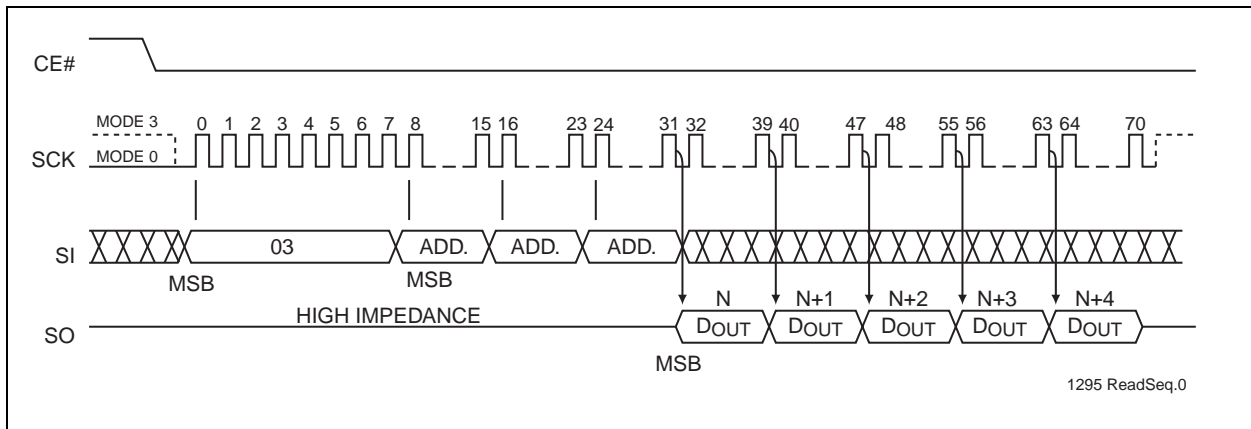 CE#
MODE 3
0 1 2 3 4 5 6 7 8 15 16 23 24 31 32 39 40 47 48 55 56 63 64 70
SCK
MODE 0
SI
03 ADD. ADD. ADD.
MSB MSB
N N+1 N+2 N+3 N+4
HIGH IMPEDANCE
SO
DOUT DOUT DOUT DOUT DOUT
MSB
1295 ReadSeq.0